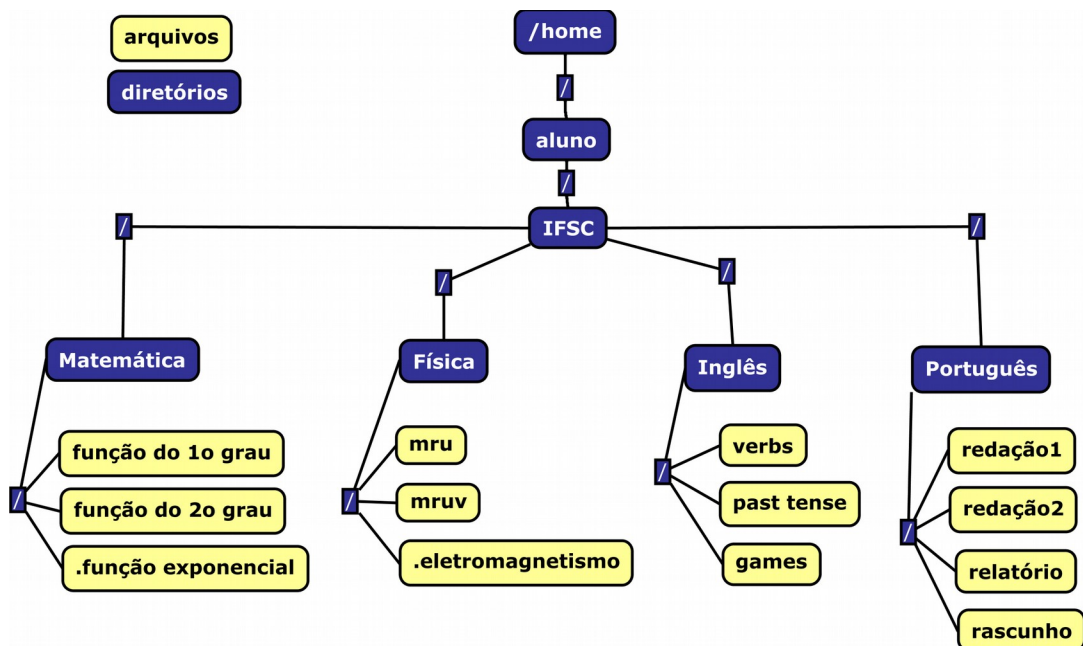 arquivos
diretórios
/home
/
aluno
/
IFSC
/
/
/
/
Matemática
Física
Inglês
Português
/
função do 1o grau
função do 2o grau
.função exponencial
/
mru
mruv
.eletromagnetismo
/
verbs
past tense
games
/
redação1
redação2
relatório
rascunho